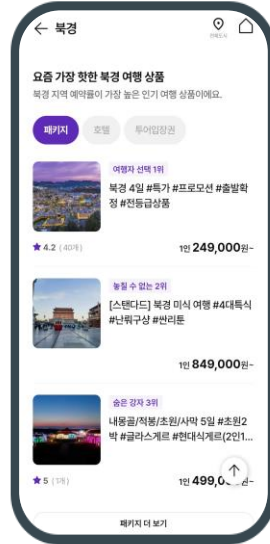 북경
요즘 가장 핫한 북경 여행 상품
북경 지역 예약률이 가장 높은 인기 여행 상품이에요.
패키지
호텔
투어입장권
여행자 선택 1위
북경 4일 #특가 #프로모션 #출발확
정 #전등급상품
★ 4.2 (40개)
1인 249,000원~
놓칠 수 없는 2위
[스탠다드] 북경 미식 여행 #4대특식
#난뤄구샹 #싼리툰
1인 849,000원~
숨은 강자 3위
내몽골/적봉/초원/사막 5일 #초원2
박 #글라스게르 #현대식게르(2인1...
★ 5 (1개)
1인 499,0 원~
패키지 더 보기